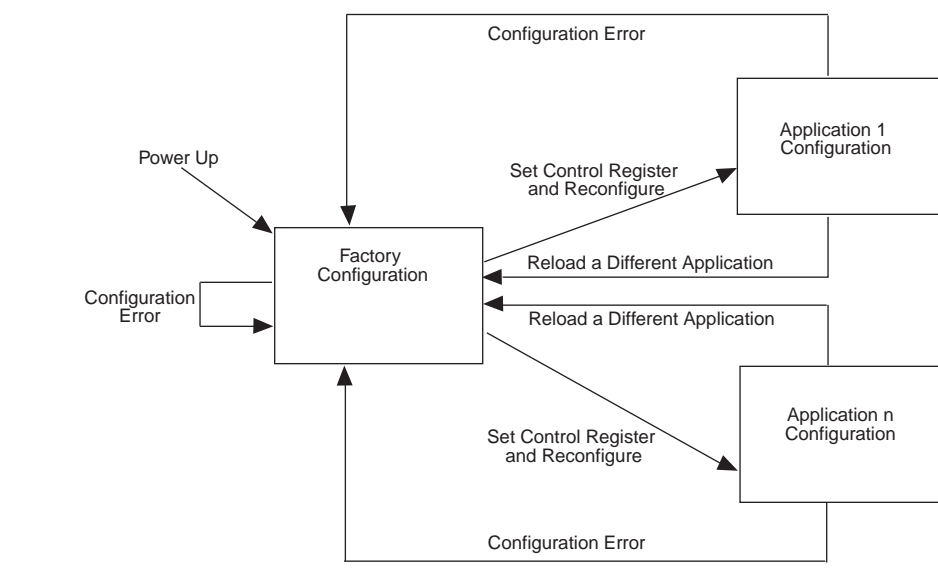 Configuration Error
Application 1
Configuration
Power Up
Set Control Register
and Reconfigure
Factory
Configuration
Reload a Different Application
Configuration
Error
Reload a Different Application
Application n
Configuration
Set Control Register
and Reconfigure
Configuration Error